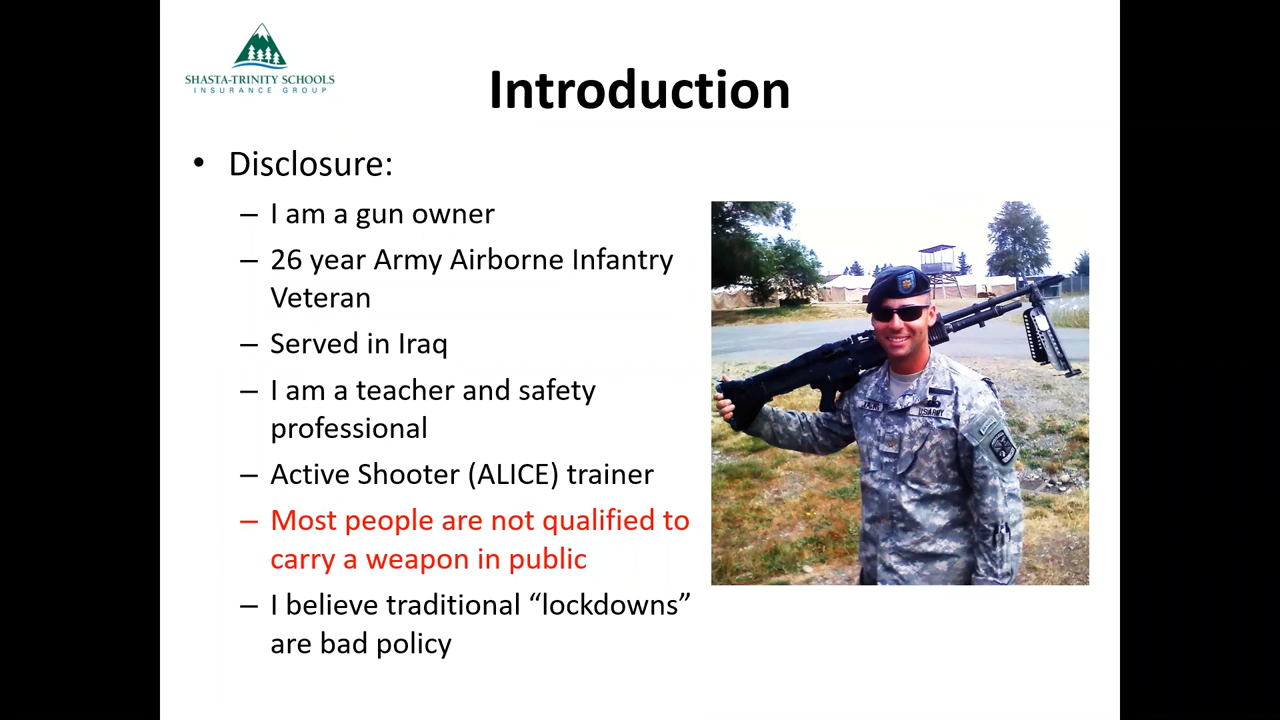 SHASTA-TRINITY SCHOOLS
INSURANCE GROUP
Introduction
• Disclosure:
– I am a gun owner
– 26 year Army Airborne Infantry
Veteran
– Served in Iraq
– I am a teacher and safety
professional
– Active Shooter (ALICE) trainer
– Most people are not qualified to
carry a weapon in public
– I believe traditional “lockdowns”
are bad policy
U.S. ARMY